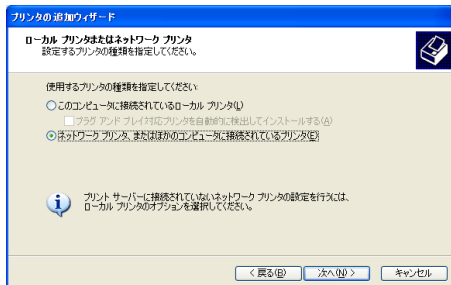 プリンタの追加ウィザード
ローカル プリンタまたはネットワーク プリンタ
設定するプリンタの種類を指定してください。
使用するプリンタの種類を指定してください:
このコンピュータに接続されているローカル プリンタ(L)
プラグ アンド プレイ対応プリンタを自動的に検出してインストールする(A)
ネットワーク プリンタ、またはほかのコンピュータに接続されているプリンタ(E)
プリント サーバーに接続されていないネットワーク プリンタの設定を行うには、
ローカル プリンタのオプションを選択してください。
< 戻る(B) 次へ(N) > キャンセル